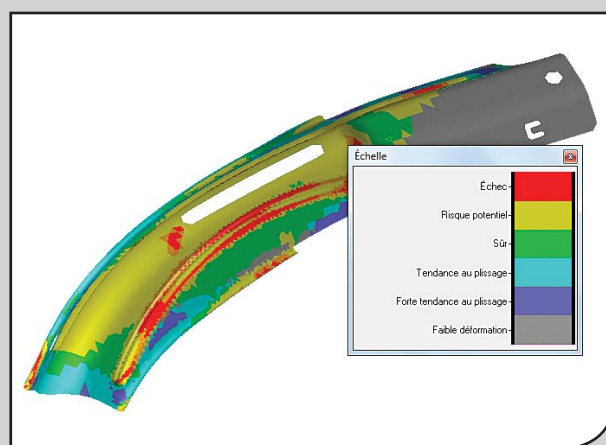 Échelle
Échec
Risque potentiel
Sûr
Tendance au plissage
Forte tendance au plissage
Faible déformation